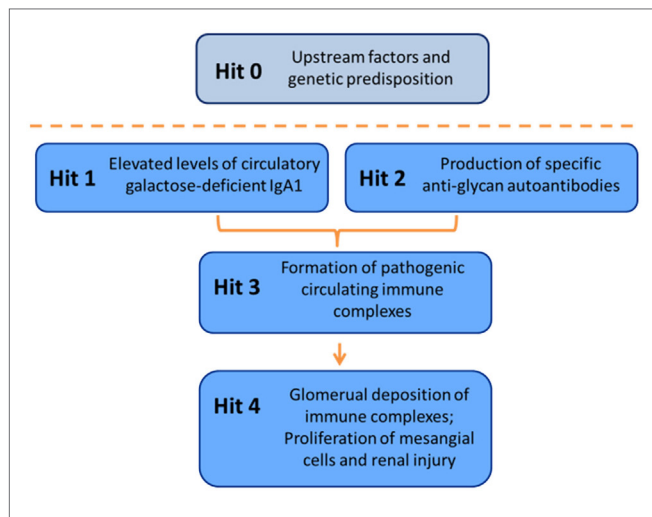 Hit 0
Upstream factors and
genetic predisposition
Hit 1
Elevated levels of circulatory
galactose-deficient IgA1
Hit 2
Production of specific
anti-glycan autoantibodies
Hit 3
Formation of pathogenic
circulating immune
complexes
Hit 4
Glomerual deposition of
immune complexes;
Proliferation of mesangial
cells and renal injury